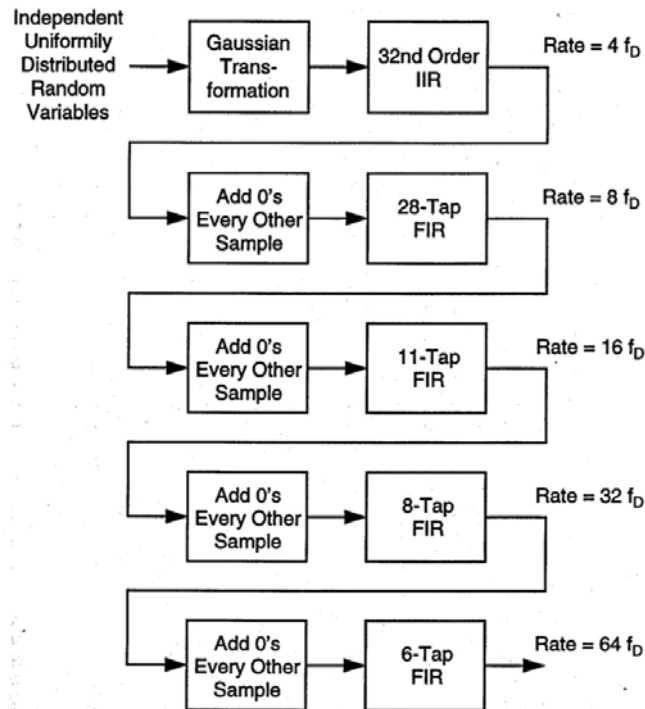 Independent
Uniformily
Distributed
Random
Variables
Gaussian
Trans-
formation
32nd Order
IIR
Rate = 4 fD
Add 0's
Every Other
Sample
28-Tap
FIR
Rate = 8 fD
Add 0's
Every Other
Sample
11-Tap
FIR
Rate = 16 fD
Add 0's
Every Other
Sample
8-Tap
FIR
Rate = 32 fD
Add 0's
Every Other
Sample
6-Tap
FIR
Rate = 64 fD